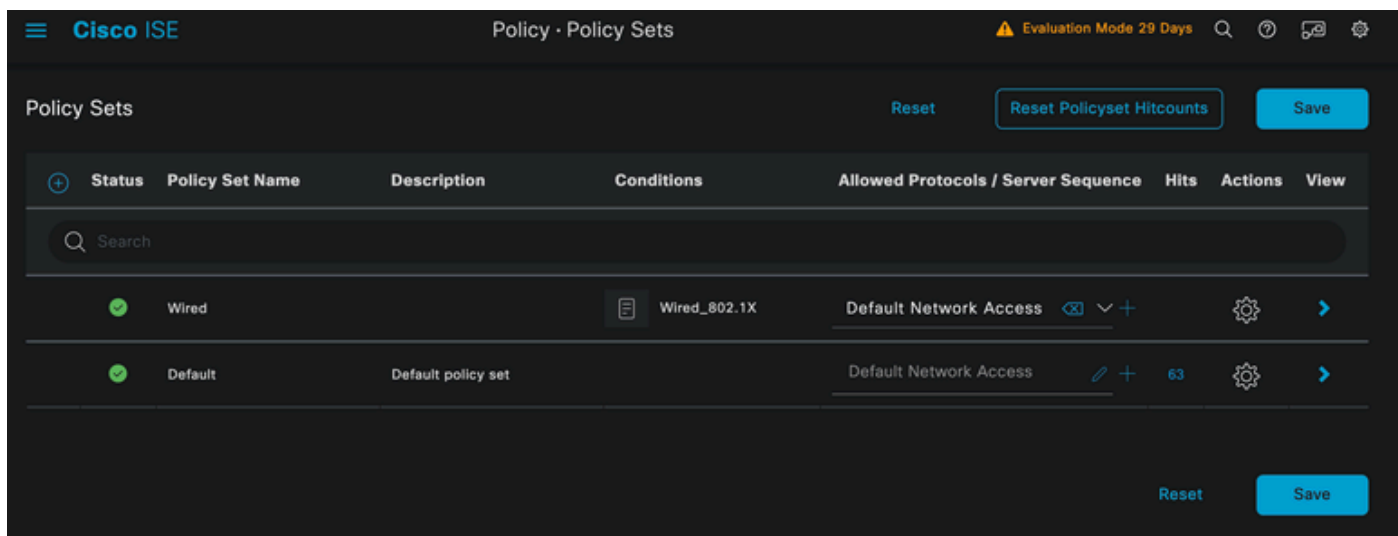 Cisco ISE Policy · Policy Sets Evaluation Mode 29 Days
Policy Sets Reset Reset Policyset Hitcounts Save
Status Policy Set Name Description Conditions Allowed Protocols / Server Sequence Hits Actions View
Search
Wired Wired_802.1X Default Network Access
Default Default policy set Default Network Access 63
Reset Save